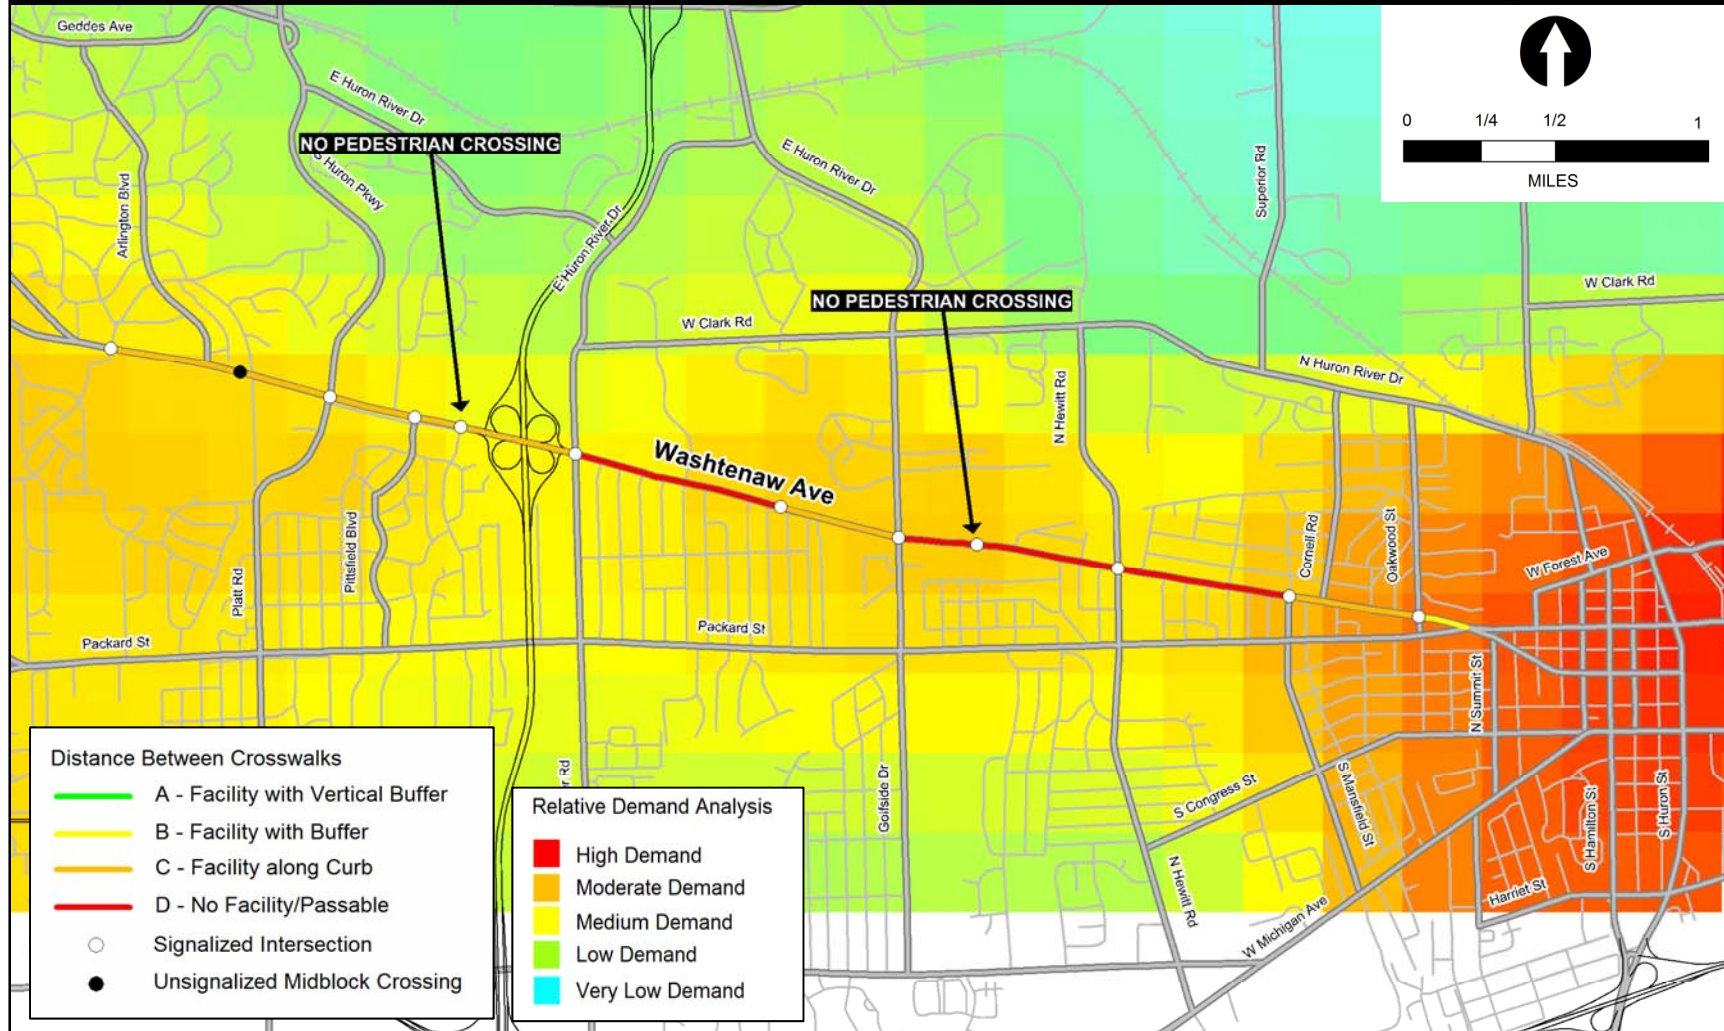 Geddes Ave
E Huron River Dr
NO PEDESTRIAN CROSSING
S Huron Pkwy
Arlington Blvd
E Huron River Dr
E Huron River Dr
Superior Rd
0 1/4 1/2 1
MILES
NO PEDESTRIAN CROSSING
W Clark Rd
W Clark Rd
N Huron River Dr
N Hewitt Rd
Washtenaw Ave
Cornell Rd
Oakwood St
W Forest Ave
Platt Rd
Pittsfield Blvd
Packard St
Packard St
N Summit St
Golfside Dr
S Congress St
S Mansfield St
S Hamilton St
S Huron St
N Hewitt Rd
W Michigan Ave
Harriet St
Rd
Distance Between Crosswalks
A - Facility with Vertical Buffer
B - Facility with Buffer
C - Facility along Curb
D - No Facility/Passable
Signalized Intersection
Unsignalized Midblock Crossing
Relative Demand Analysis
High Demand
Moderate Demand
Medium Demand
Low Demand
Very Low Demand